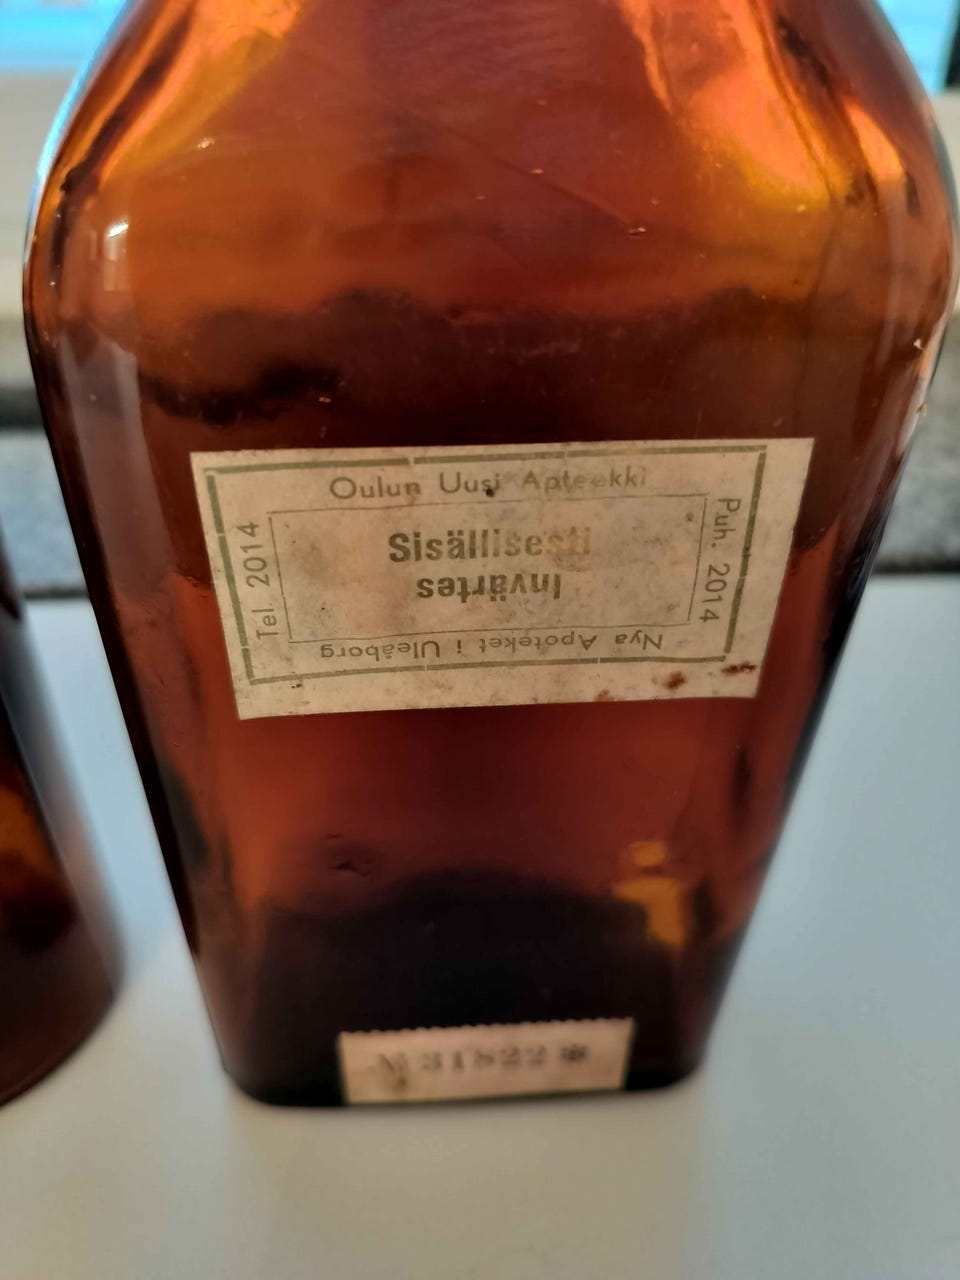 Oulun Uusi Apteekki
Sisällisesti
Invärtes
Nya Apoteket i Uleåborg
Tel. 2014
Puh. 2014
№ 31822 ✱